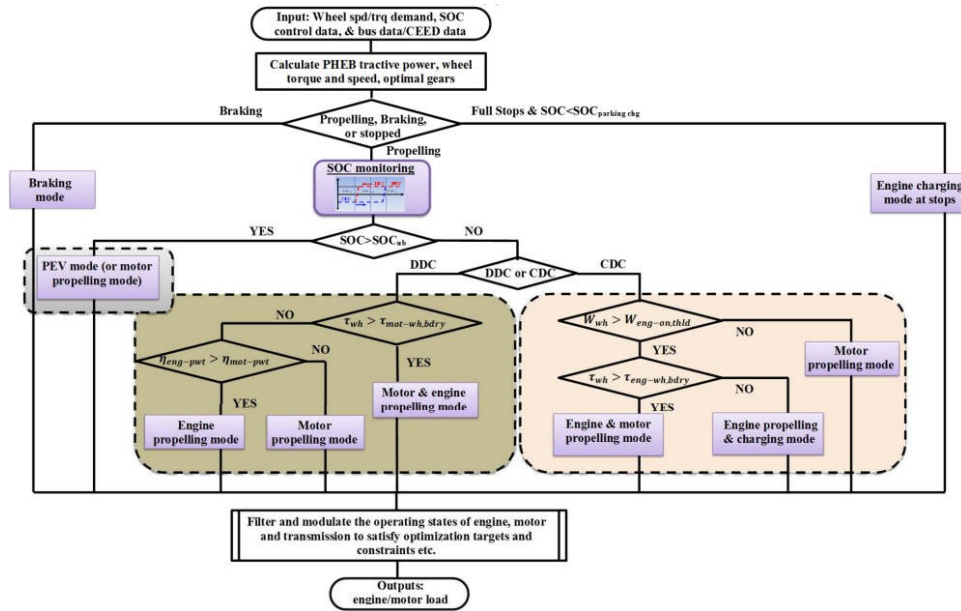 Input: Wheel spd/trq demand, SOC
control data, & bus data/CEED data
Calculate PHEB tractive power, wheel
torque and speed, optimal gears
Braking
Full Stops & SOC<SOCparking chg
Propelling, Braking,
or stopped
Propelling
SOC monitoring
Braking
mode
Engine charging
mode at stops
YES
SOC>SOCub
NO
PEV mode (or motor
propelling mode)
DDC
DDC or CDC
CDC
NO
τwh > τmot−wh,bdry
Wwh > Weng−on,thld
NO
ηeng−pwt > ηmot−pwt
NO
YES
YES
Motor
propelling mode
τwh > τeng−wh,bdry
NO
YES
Motor & engine
propelling mode
YES
Engine
propelling mode
Motor
propelling mode
Engine & motor
propelling mode
Engine propelling
& charging mode
Filter and modulate the operating states of engine, motor
and transmission to satisfy optimization targets and
constraints etc.
Outputs:
engine/motor load